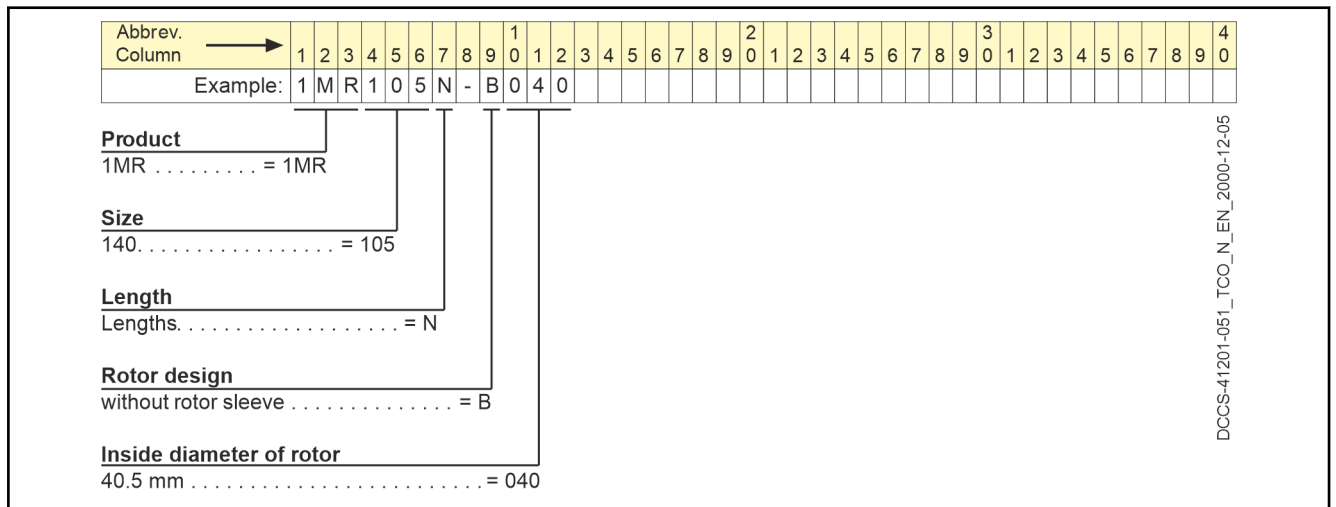 Abbrev. 1 2 3 4
Column 1 2 3 4 5 6 7 8 9 0 1 2 3 4 5 6 7 8 9 0 1 2 3 4 5 6 7 8 9 0 1 2 3 4 5 6 7 8 9 0
Example: 1 M R 1 0 5 N - B 0 4 0
Product
1MR . . . . . . . . . = 1MR
Size
140. . . . . . . . . . . . . . . . . = 105
Length
Lengths. . . . . . . . . . . . . . . . . . . = N
Rotor design
without rotor sleeve . . . . . . . . . . . . . . = B
Inside diameter of rotor
40.5 mm . . . . . . . . . . . . . . . . . . . . . . . . . = 040
DCCS-41201-051_TCO_N_EN_2000-12-05